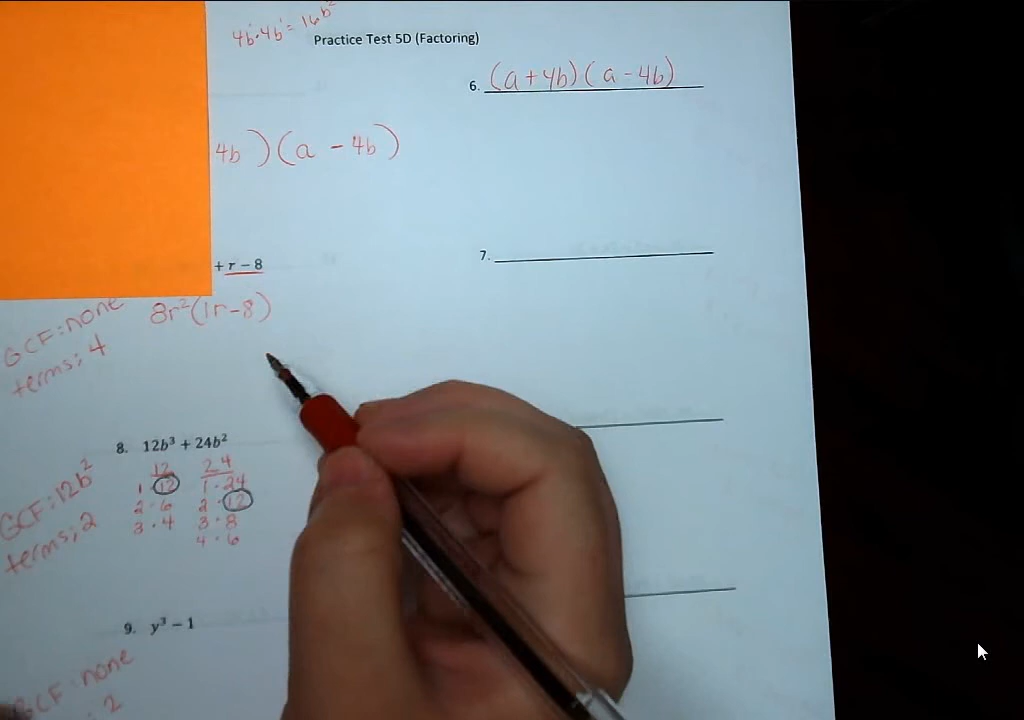 4b·4b = 16b²
Practice Test 5D (Factoring)
6. (a + 4b)(a - 4b)
4b)(a - 4b)
+ r − 8
7.
8r²(1r-8)
GCF: none
terms: 4
8. 12b³ + 24b²
12 24
1·12 1·24
2·6 2·12
3·4 3·8
4·6
GCF: 12b²
terms: 2
9. y³ − 1
GCF: none
: 2